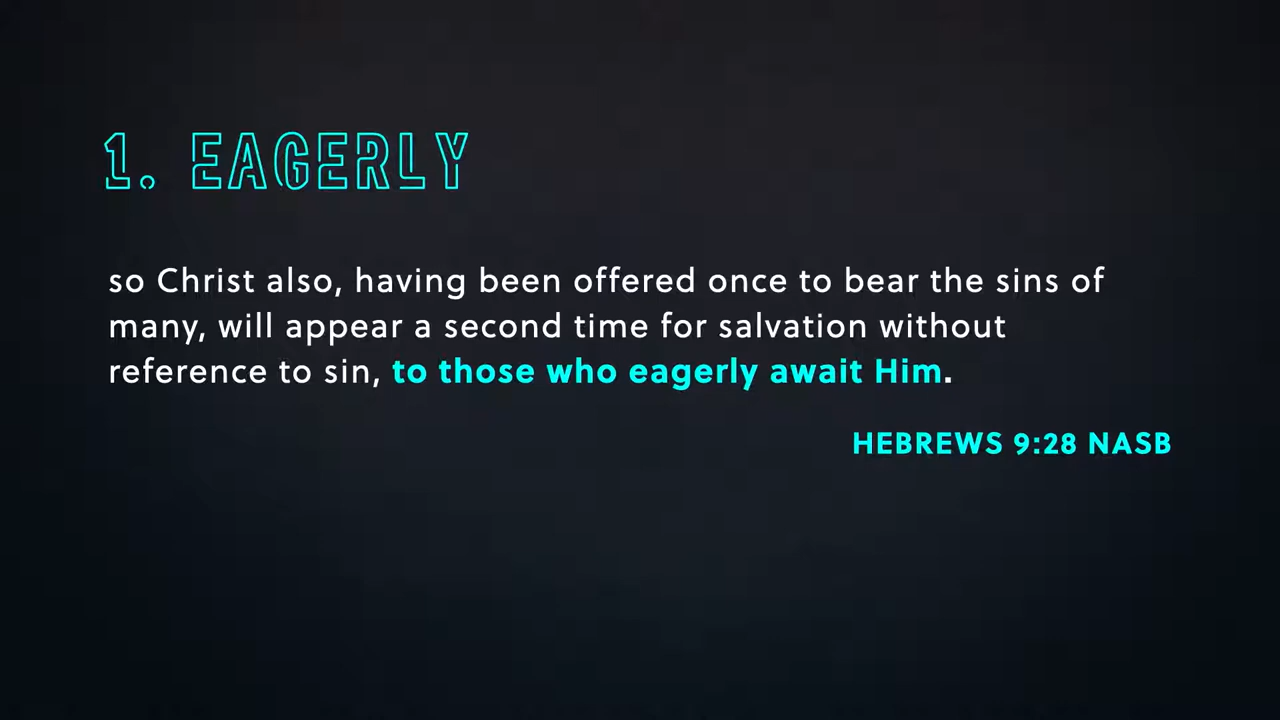 1. EAGERLY
so Christ also, having been offered once to bear the sins of
many, will appear a second time for salvation without
reference to sin, to those who eagerly await Him.
HEBREWS 9:28 NASB